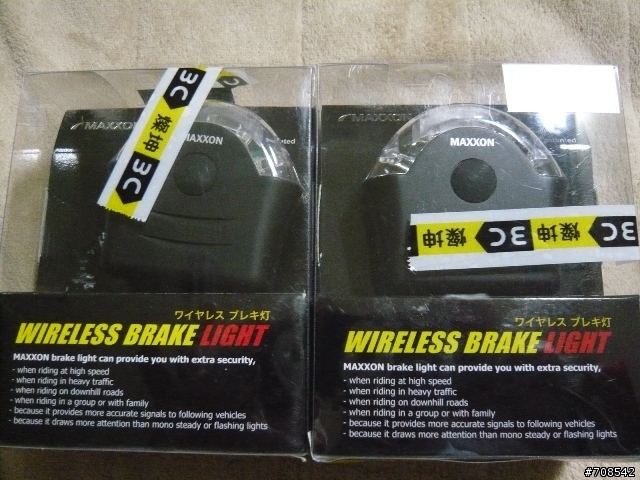 MAXXON
3C
燦坤
3C
MAXXON
ワイヤレス ブレキ灯
WIRELESS BRAKE LIGHT
MAXXON brake light can provide you with extra security,
- when riding at high speed
- when riding in heavy traffic
- when riding on downhill roads
- when riding in a group or with family
- because it provides more accurate signals to following vehicles
- because it draws more attention than mono steady or flashing lights
MAXXON
燦坤 3C 燦坤 3C
ワイヤレス ブレキ灯
WIRELESS BRAKE LIGHT
MAXXON brake light can provide you with extra security,
- when riding at high speed
- when riding in heavy traffic
- when riding on downhill roads
- when riding in a group or with family
- because it provides more accurate signals to following vehicles
- because it draws more attention than mono steady or flashing lights
#708542